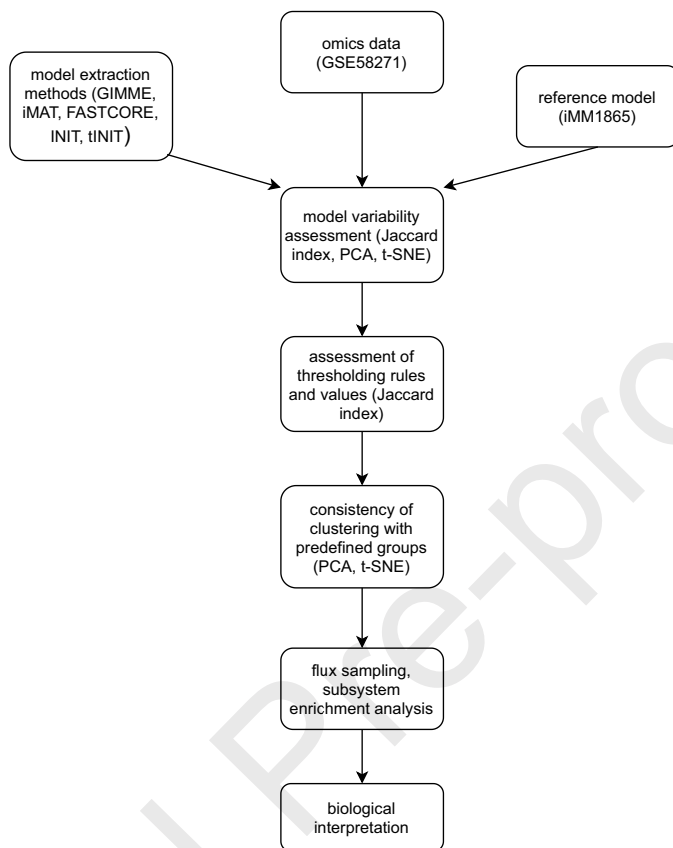 omics data
(GSE58271)
model extraction
methods (GIMME,
iMAT, FASTCORE,
INIT, tINIT)
reference model
(iMM1865)
model variability
assessment (Jaccard
index, PCA, t-SNE)
assessment of
thresholding rules
and values (Jaccard
index)
consistency of
clustering with
predefined groups
(PCA, t-SNE)
flux sampling,
subsystem
enrichment analysis
biological
interpretation
l Pre-pro